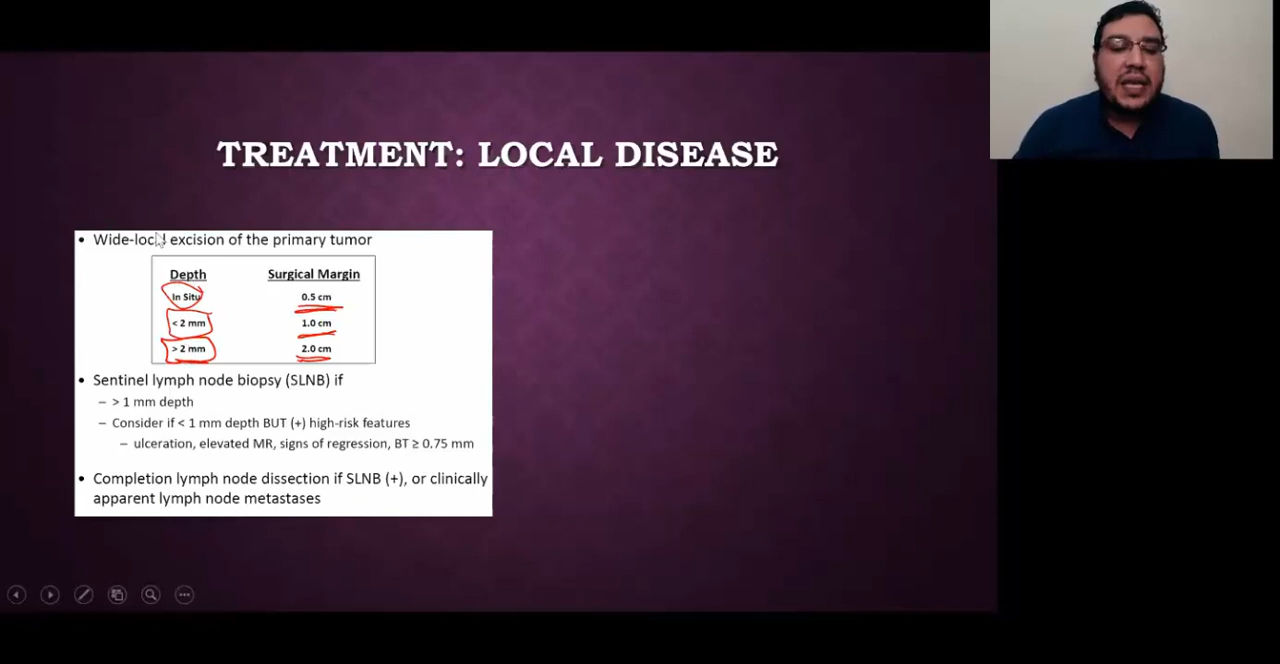 TREATMENT: LOCAL DISEASE
• Wide-local excision of the primary tumor
Depth Surgical Margin
In Situ 0.5 cm
< 2 mm 1.0 cm
> 2 mm 2.0 cm
• Sentinel lymph node biopsy (SLNB) if
– > 1 mm depth
– Consider if < 1 mm depth BUT (+) high-risk features
– ulceration, elevated MR, signs of regression, BT ≥ 0.75 mm
• Completion lymph node dissection if SLNB (+), or clinically
apparent lymph node metastases